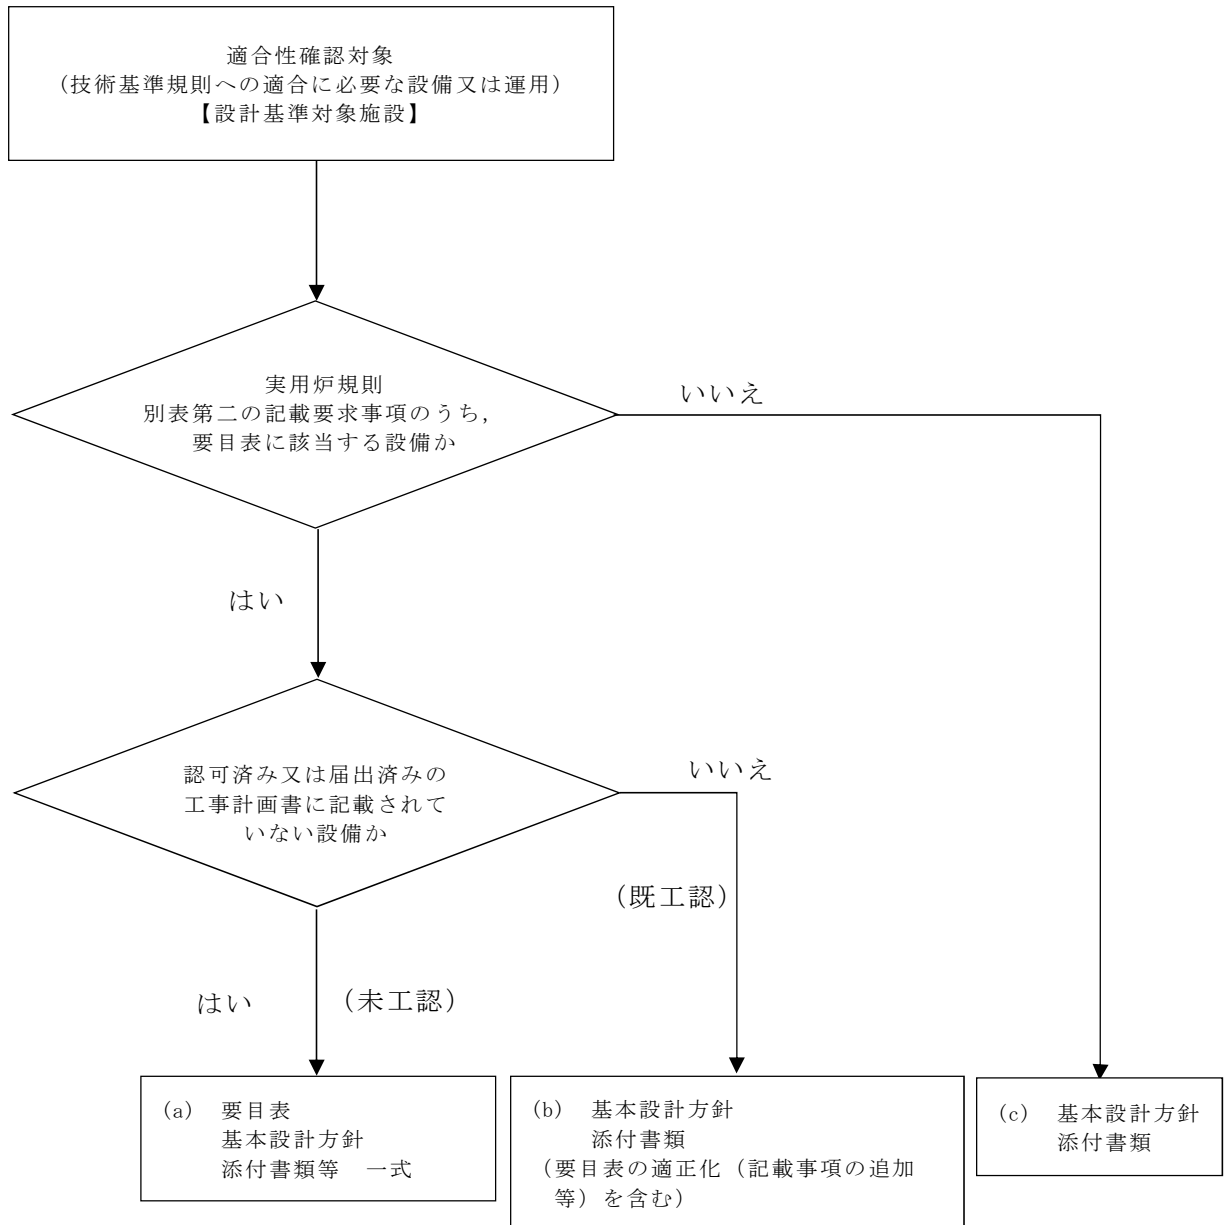 適合性確認対象
(技術基準規則への適合に必要な設備又は運用)
【設計基準対象施設】
実用炉規則
別表第二の記載要求事項のうち,
要目表に該当する設備か
いいえ
はい
認可済み又は届出済みの
工事計画書に記載されて
いない設備か
いいえ
(既工認)
はい (未工認)
(a) 要目表
基本設計方針
添付書類等 一式
(b) 基本設計方針
添付書類
(要目表の適正化(記載事項の追加
等)を含む)
(c) 基本設計方針
添付書類